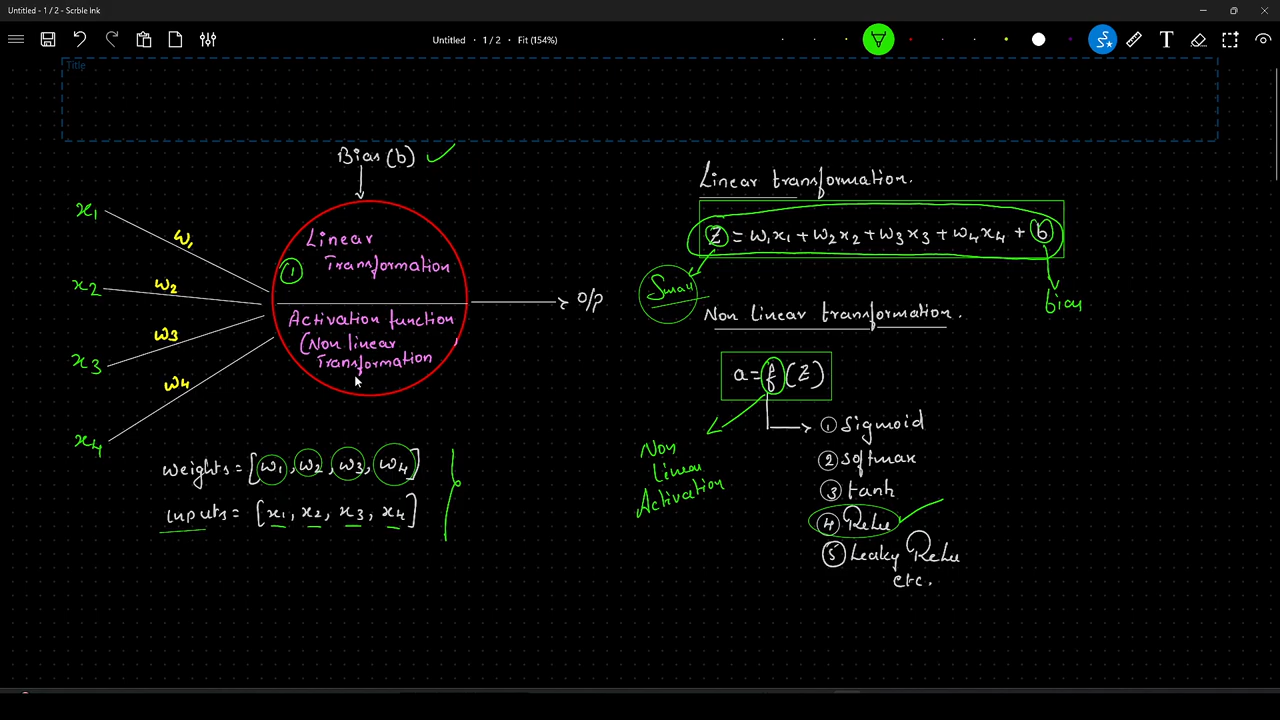 Untitled - 1 / 2 - Scrble Ink
Untitled • 1 / 2 • Fit (154%)
T
Title
Bias (b)
x1
w1
x2
w2
w3
x3
w4
x4
Linear
Transformation
1
Activation function
(Non linear
Transformation
O/P
weights = [w1, w2, w3, w4]
inputs = [x1, x2, x3, x4]
Linear transformation.
Z = w1x1 + w2x2 + w3x3 + w4x4 + b
Small
bias
Non linear transformation.
a = f(Z)
Non
Linear
Activation
① Sigmoid
② softmax
③ tanh
④ Relu
⑤ Leaky Relu
etc.